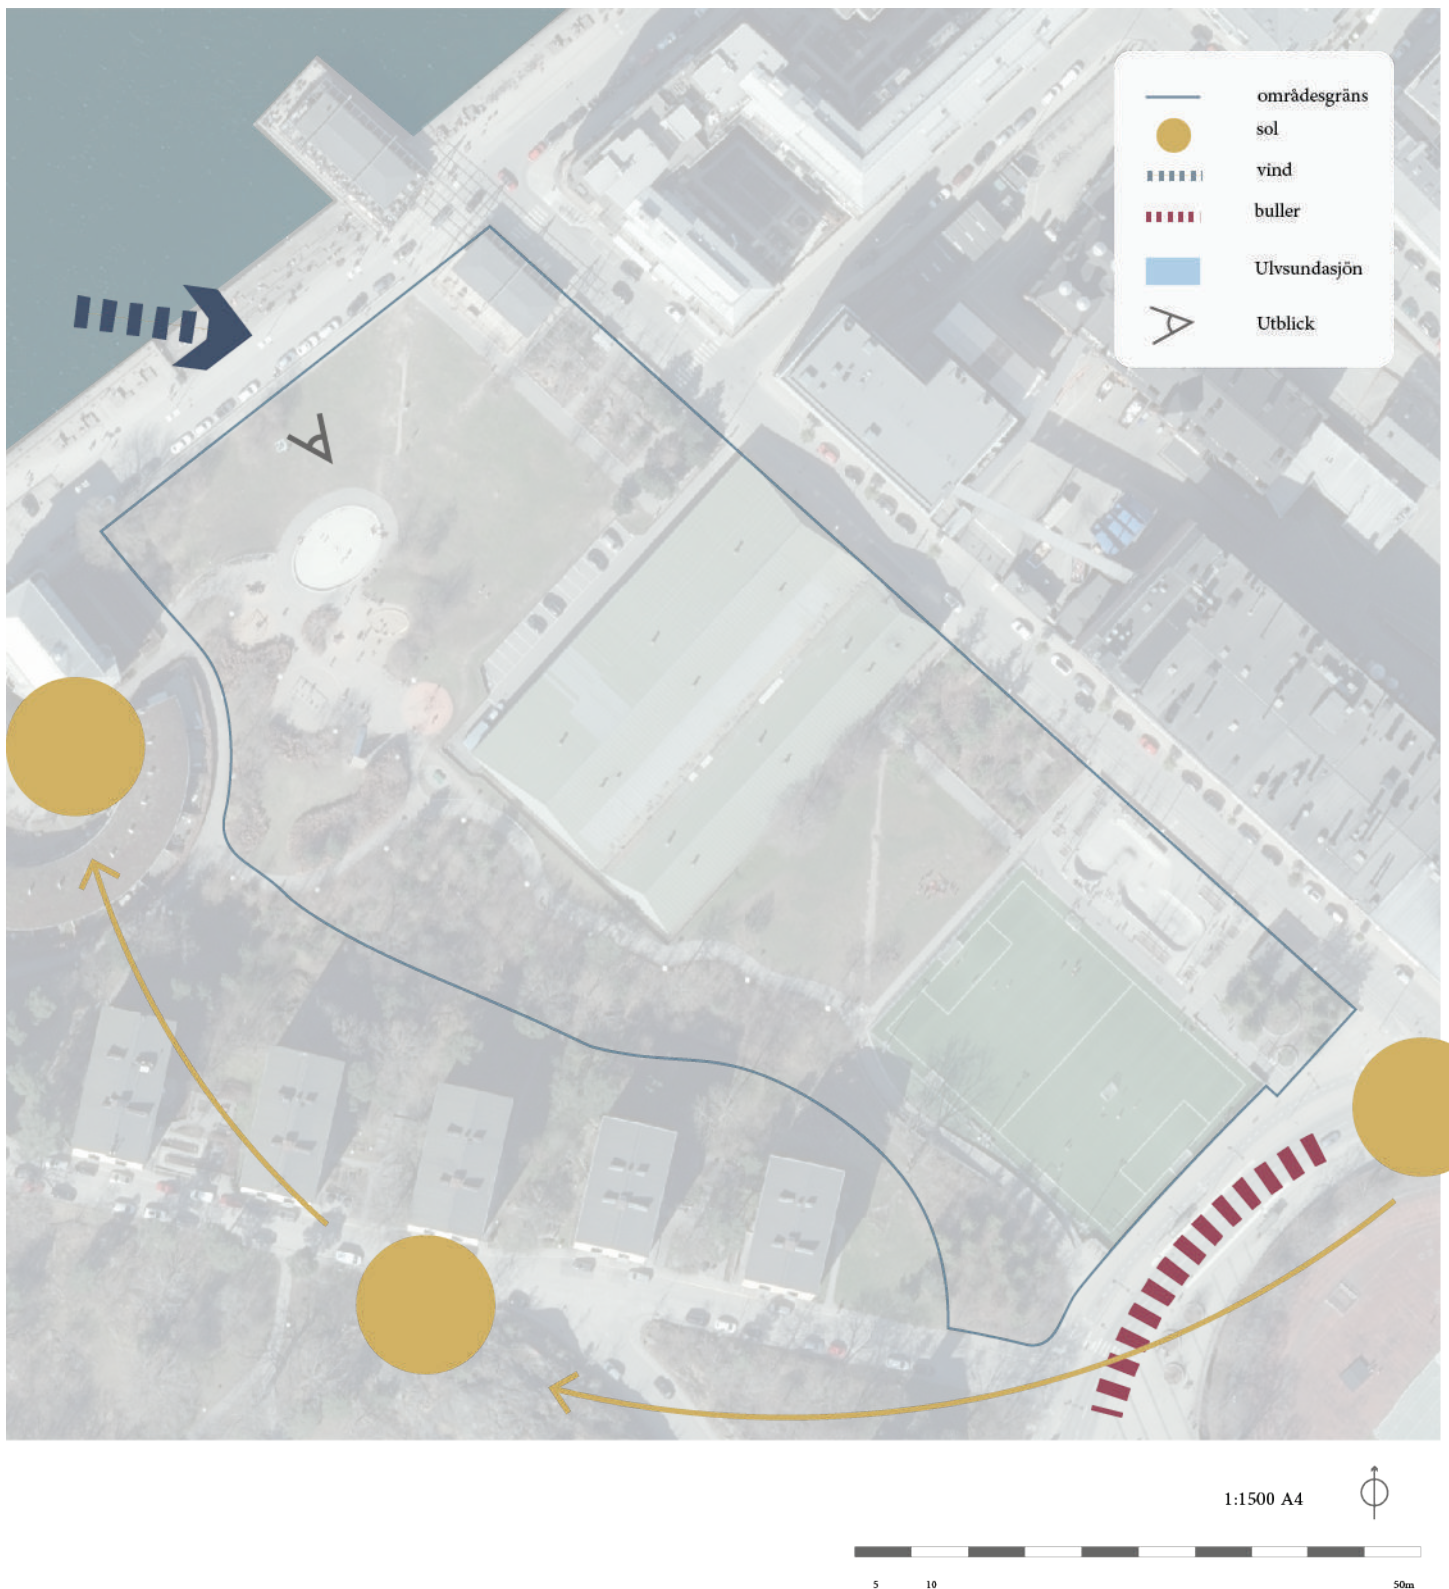 områdesgräns
sol
vind
buller
Ulvsundasjön
Utblick
1:1500 A4
5 10 50m